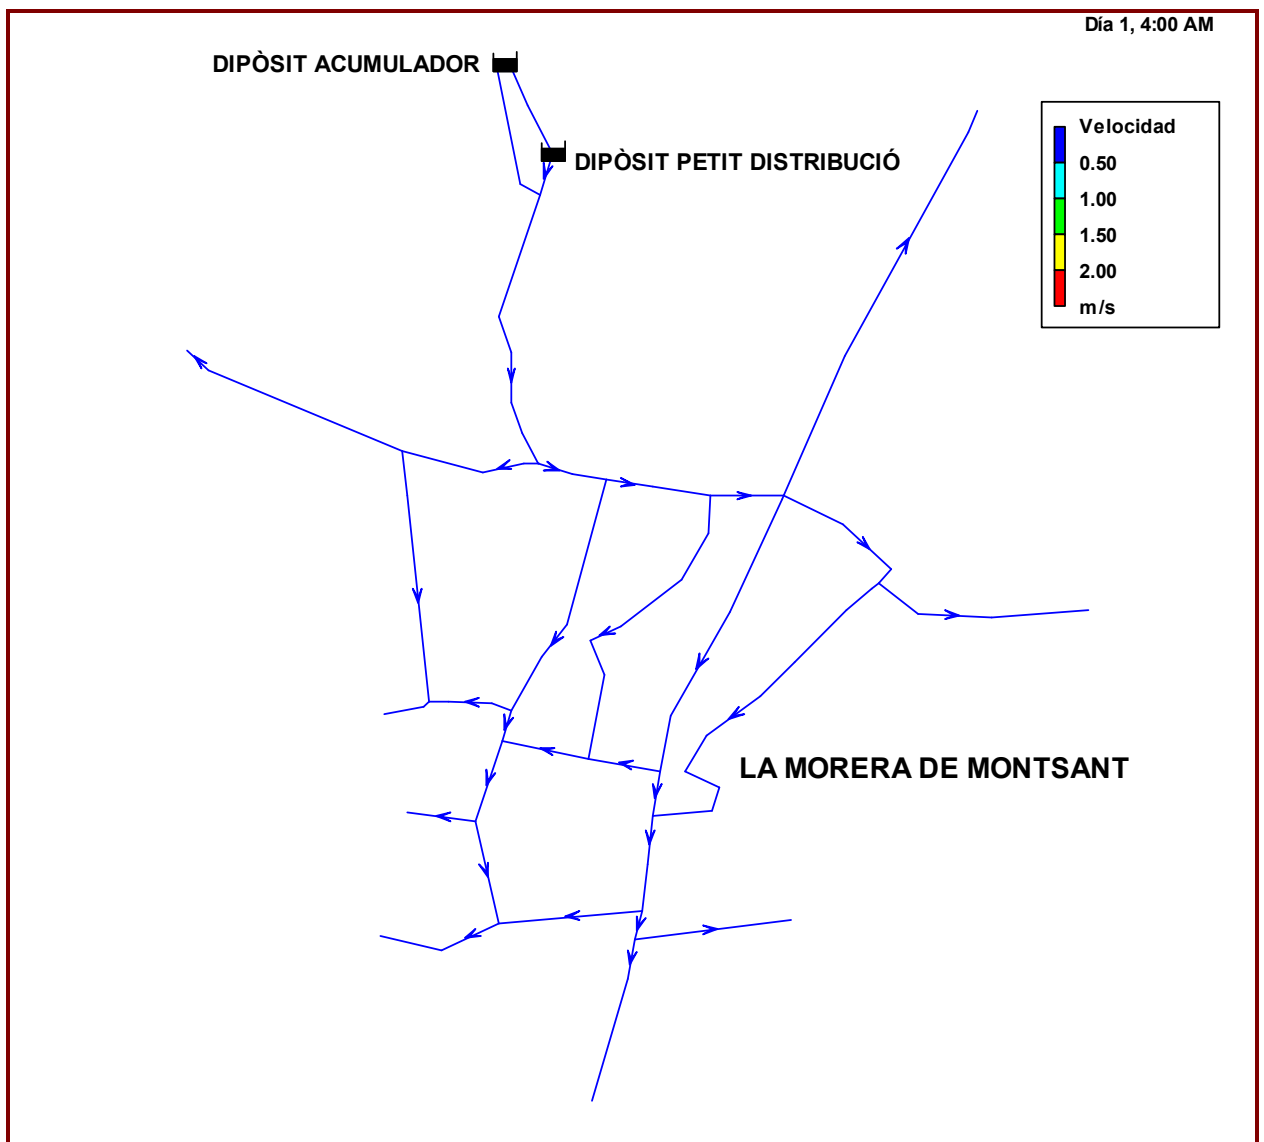 Día 1, 4:00 AM
DIPÒSIT ACUMULADOR
DIPÒSIT PETIT DISTRIBUCIÓ
Velocidad
0.50
1.00
1.50
2.00
m/s
LA MORERA DE MONTSANT